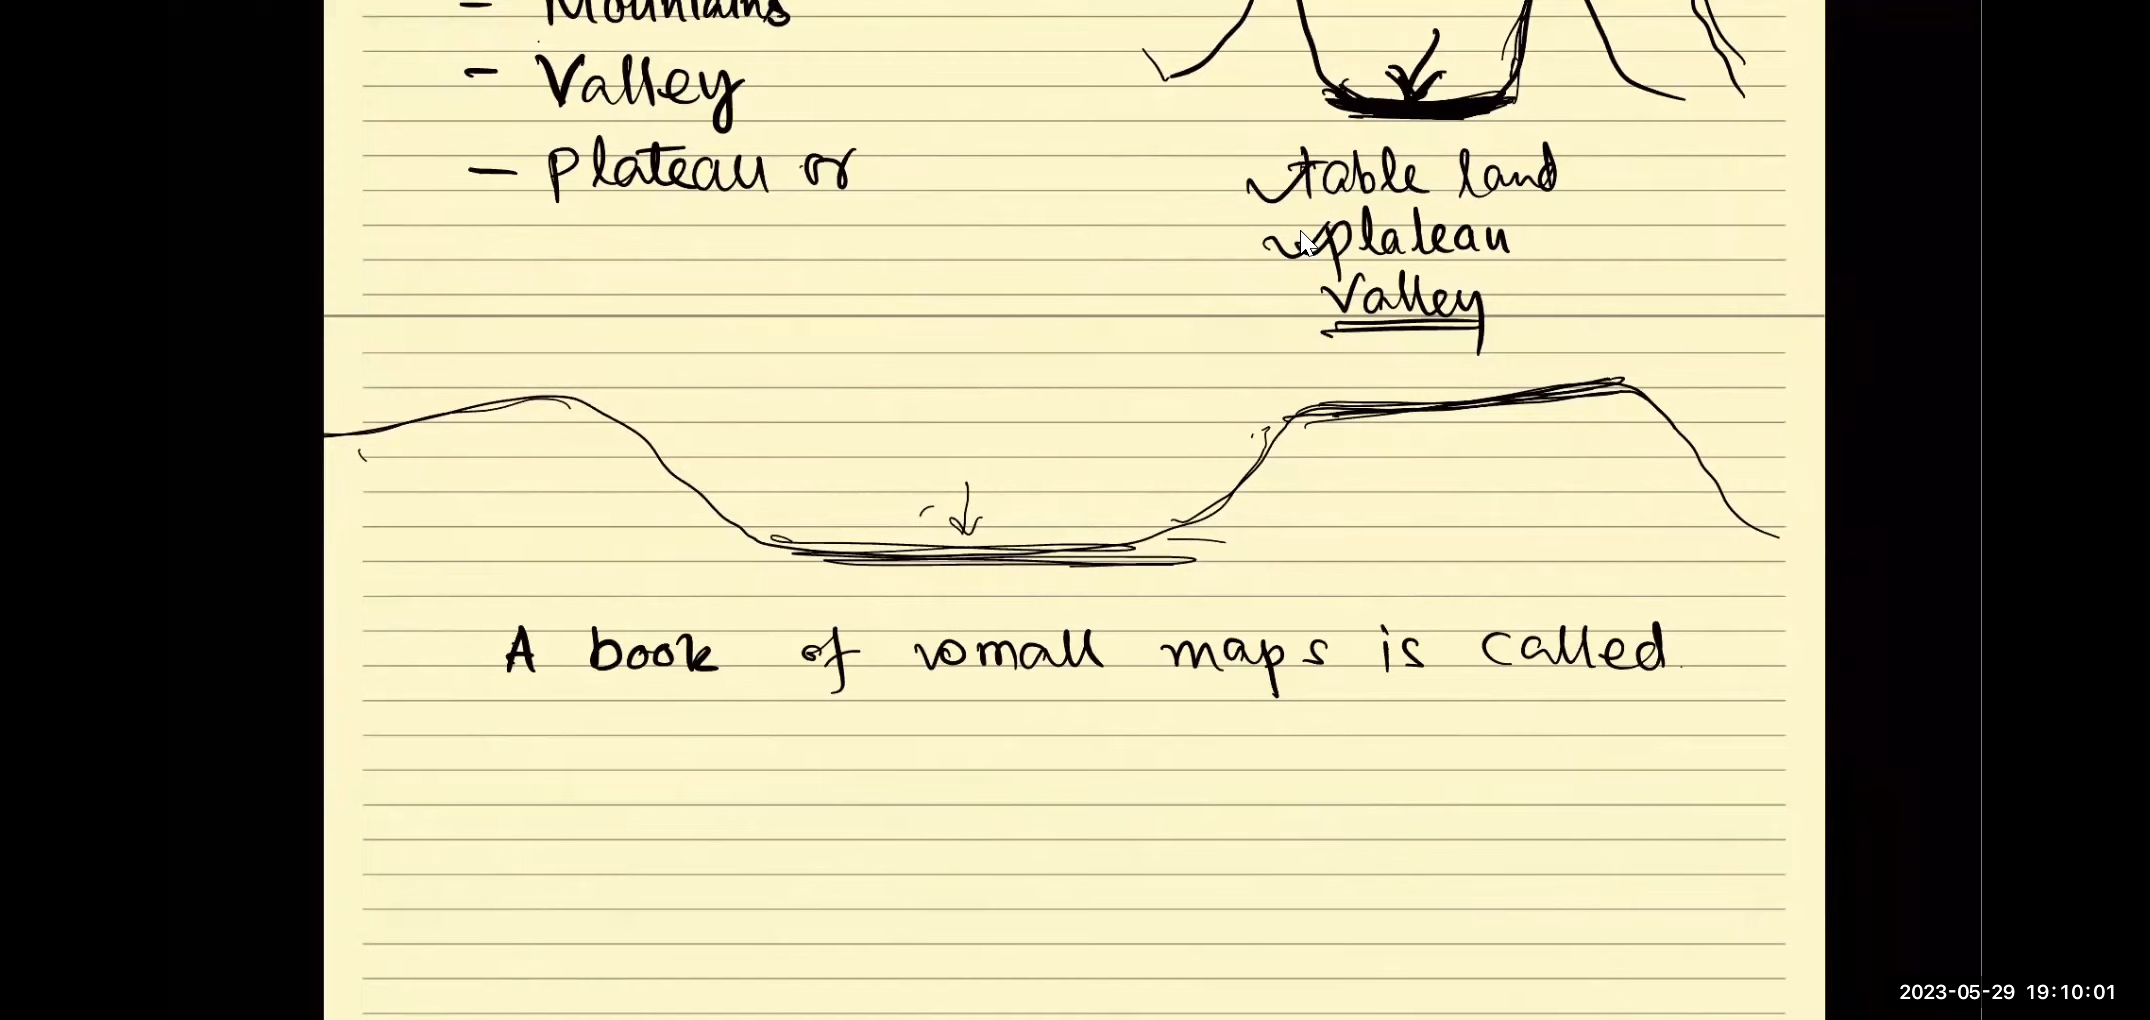 - Mountains
- Valley
- plateau or
table land
plateau
Valley
A book of small maps is called
2023-05-29 19:10:01